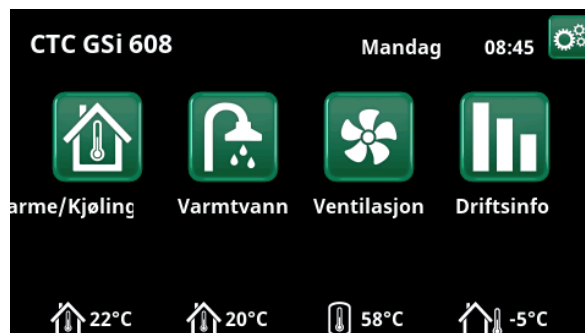 CTC GSi 608
Mandag 08:45
arme/Kjøling Varmtvann Ventilasjon Driftsinfo
22°C 20°C 58°C -5°C